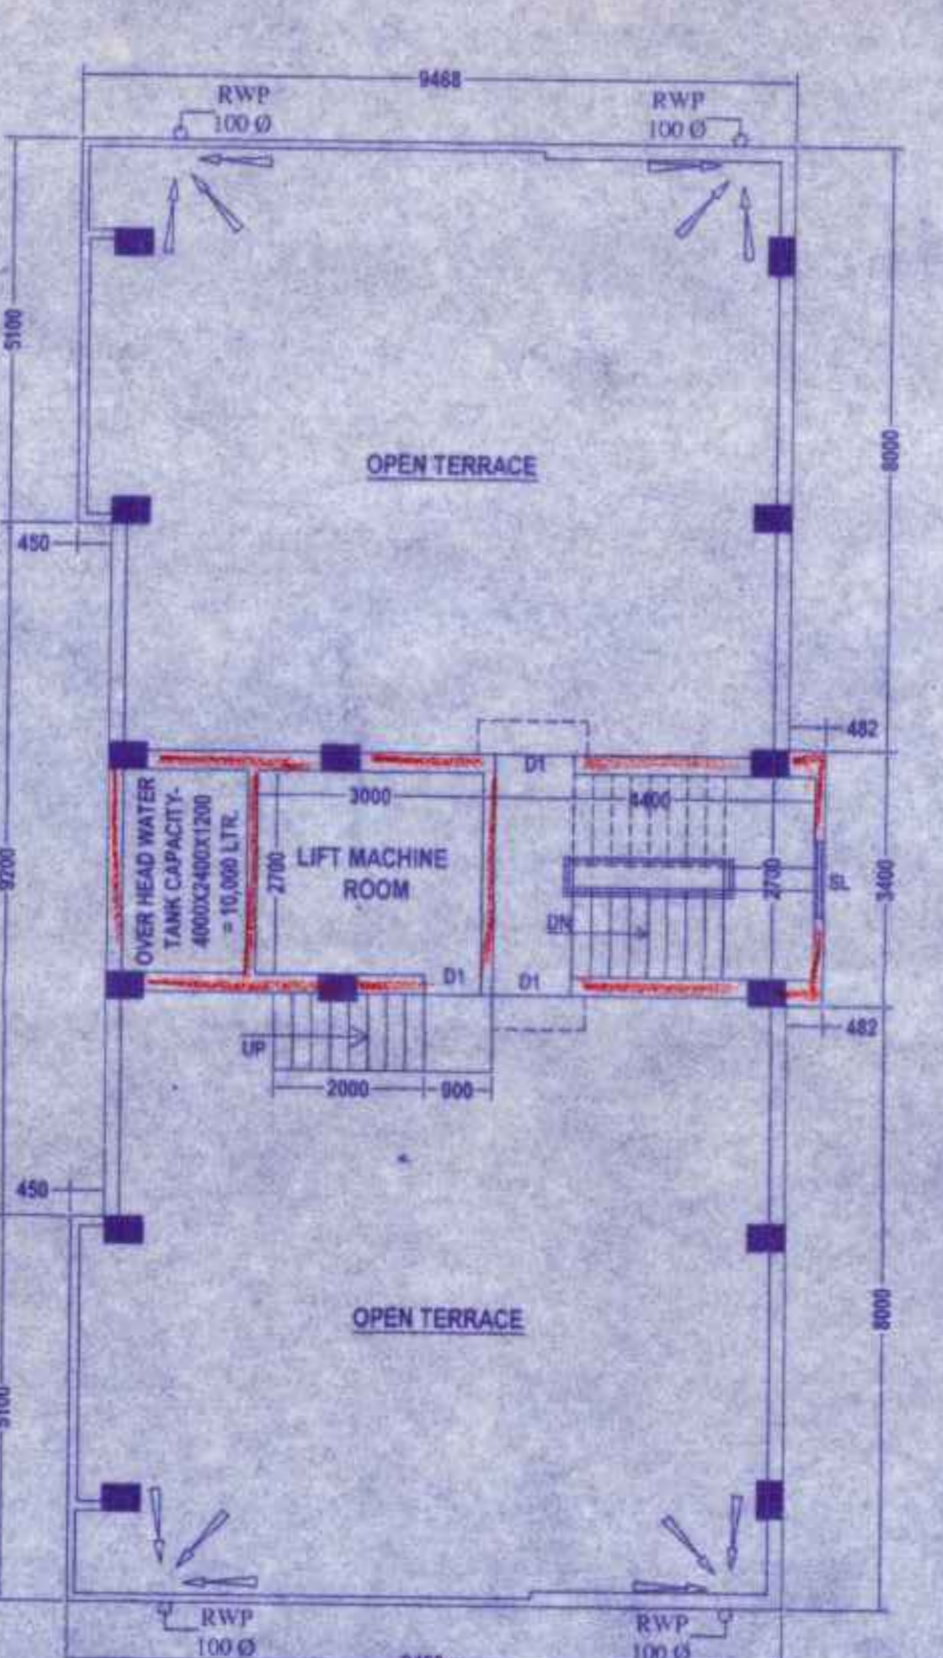 9468
RWP
100 Ø
RWP
100 Ø
5100
8000
OPEN TERRACE
450
482
D1
3000
4400
OVER HEAD WATER
TANK CAPACITY-
4000X2400X1200
= 10,000 LTR.
2700
LIFT MACHINE
ROOM
2700
3400
9200
DN
D1
D1
UP
482
2000
900
450
OPEN TERRACE
8000
5100
RWP
100 Ø
RWP
100 Ø